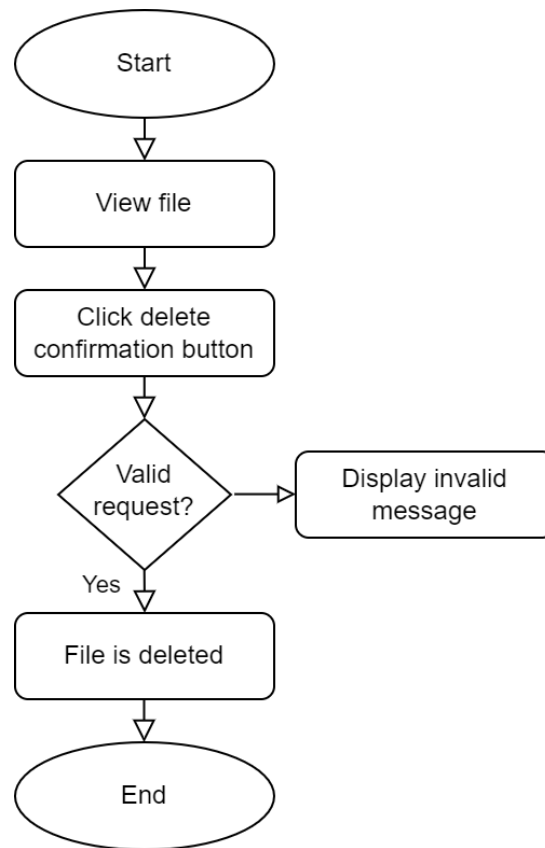 Start
View file
Click delete
confirmation button
Valid
request?
Display invalid
message
Yes
File is deleted
End